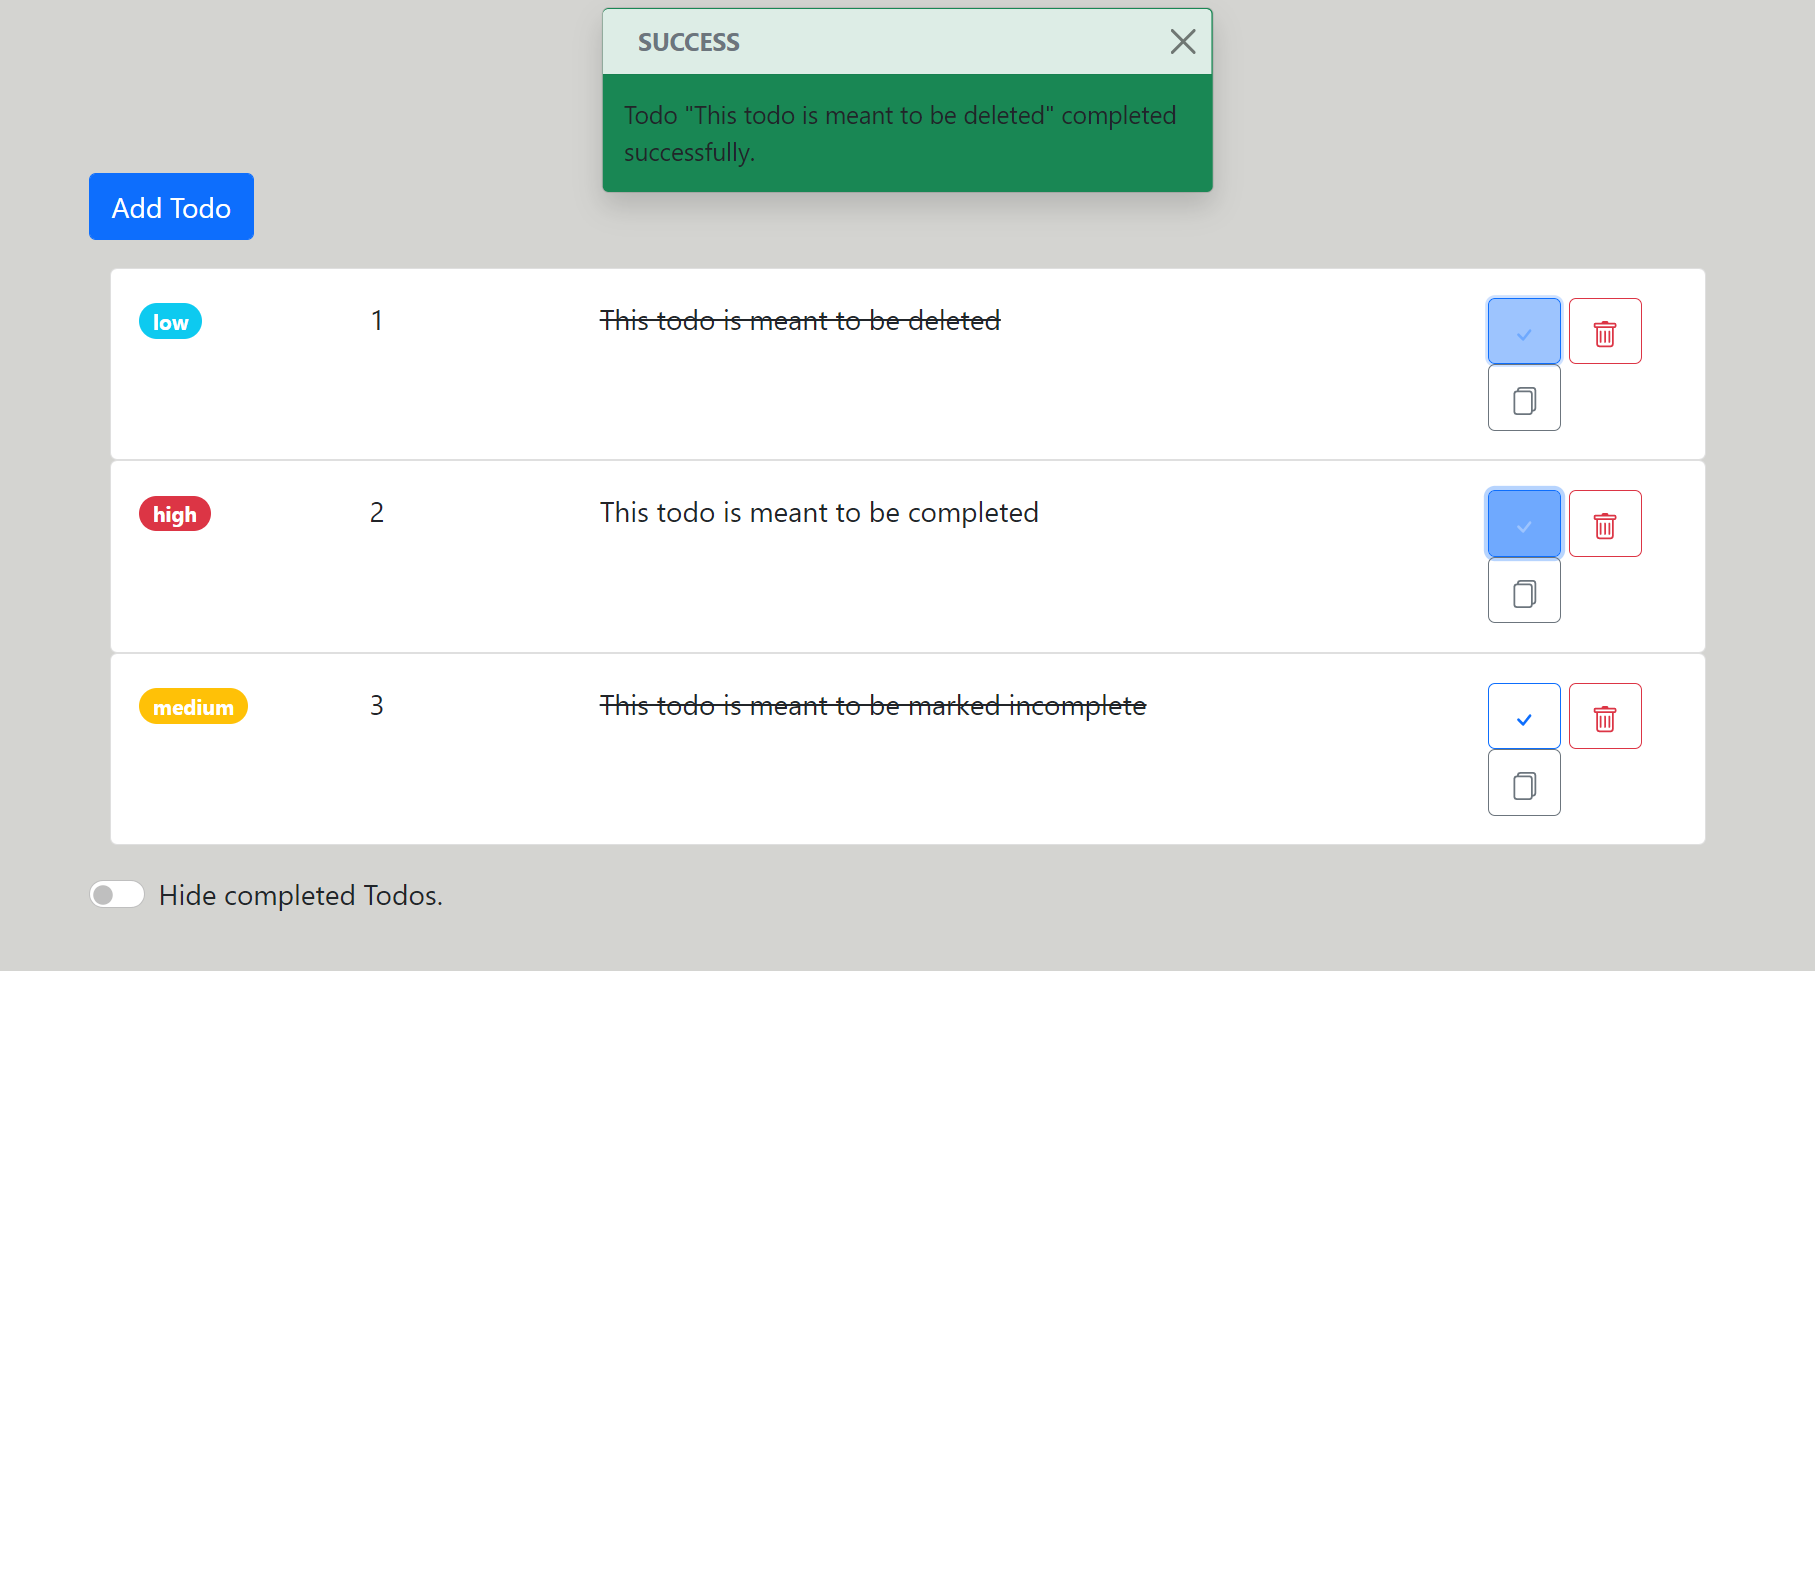 SUCCESS
Todo "This todo is meant to be deleted" completed
successfully.
Add Todo
low 1 This todo is meant to be deleted
high 2 This todo is meant to be completed
medium 3 This todo is meant to be marked incomplete
Hide completed Todos.